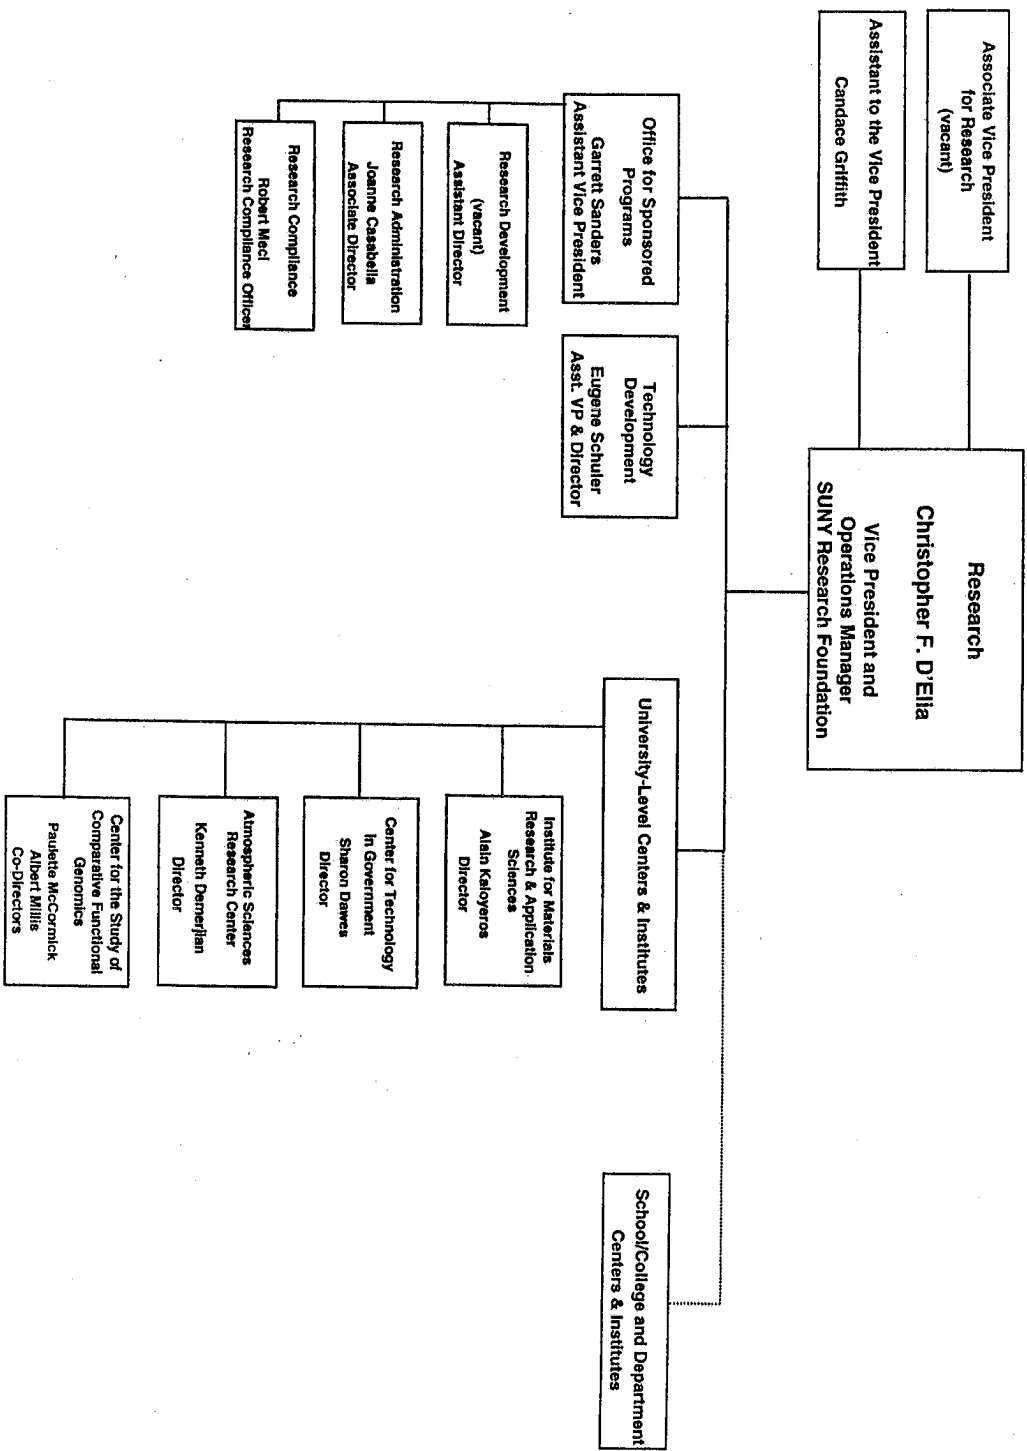 Research
Christopher F. D'Elia
Vice President and
Operations Manager
SUNY Research Foundation
Associate Vice President
for Research
(vacant)
Assistant to the Vice President
Candace Griffith
Office for Sponsored
Programs
Garrett Sanders
Assistant Vice President
Research Development
(vacant)
Assistant Director
Research Administration
Joanne Casabella
Associate Director
Research Compliance
Robert Meci
Research Compliance Officer
Technology
Development
Eugene Schuler
Asst. VP & Director
University-Level Centers & Institutes
Institute for Materials
Research & Application
Sciences
Alain Kaloyeros
Director
Center for Technology
In Government
Sharon Dawes
Director
Atmospheric Sciences
Research Center
Kenneth Demerjian
Director
Center for the Study of
Comparative Functional
Genomics
Paulette McCormick
Albert Millis
Co-Directors
School/College and Department
Centers & Institutes